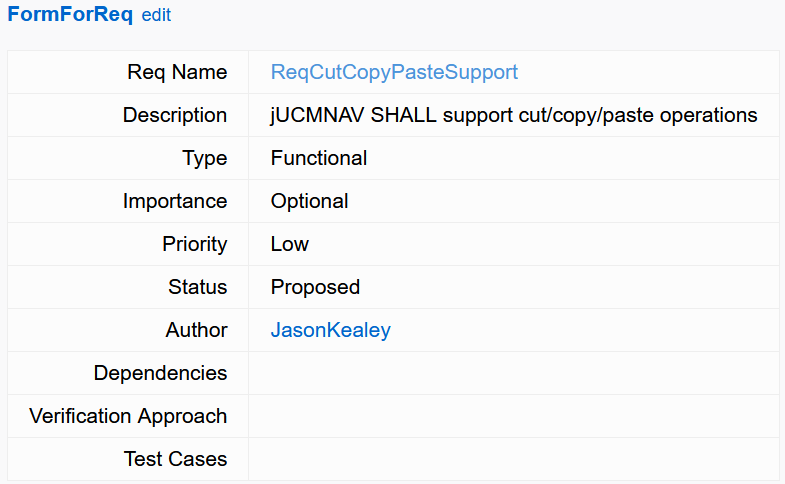 FormForReq edit
Req Name ReqCutCopyPasteSupport
Description jUCMNAV SHALL support cut/copy/paste operations
Type Functional
Importance Optional
Priority Low
Status Proposed
Author JasonKealey
Dependencies
Verification Approach
Test Cases